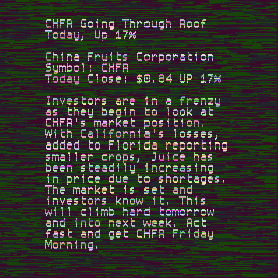 CHFR Going Through Roof
Today, Up 17%
China Fruits Corporation
Symbol: CHFR
Today Close: $0.84 UP 17%
Investors are in a frenzy
as they begin to look at
CHFR's market position.
With California's losses,
added to Florida reporting
smaller crops, Juice has
been steadily increasing
in price due to shortages.
The market is set and
investors know it. This
will climb hard tomorrow
and into next week. Act
fast and get CHFR Friday
Morning.